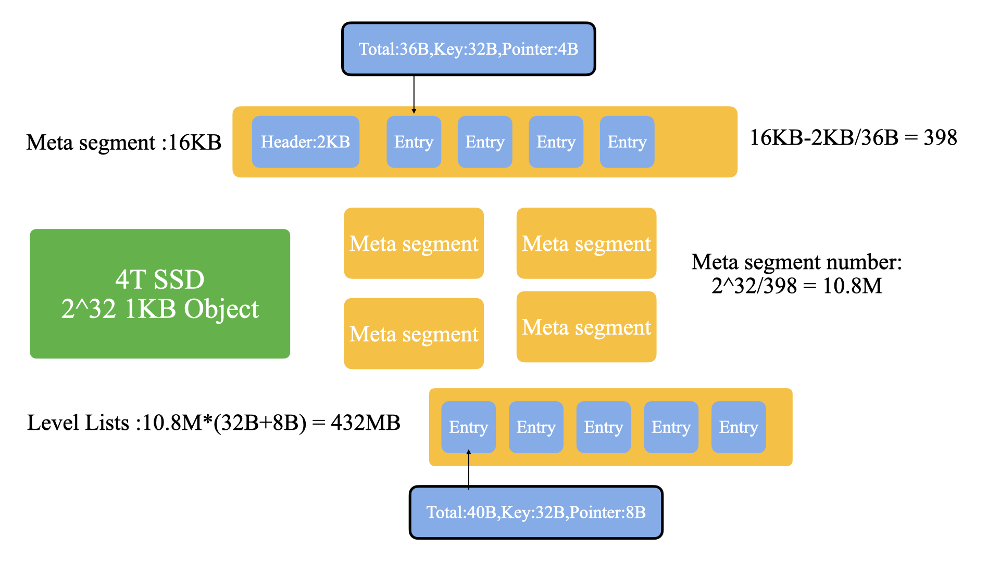 Total:36B,Key:32B,Pointer:4B
Meta segment :16KB
Header:2KB
Entry
Entry
Entry
Entry
16KB-2KB/36B = 398
4T SSD
2^32 1KB Object
Meta segment
Meta segment
Meta segment
Meta segment
Meta segment number:
2^32/398 = 10.8M
Level Lists :10.8M*(32B+8B) = 432MB
Entry
Entry
Entry
Entry
Entry
Total:40B,Key:32B,Pointer:8B